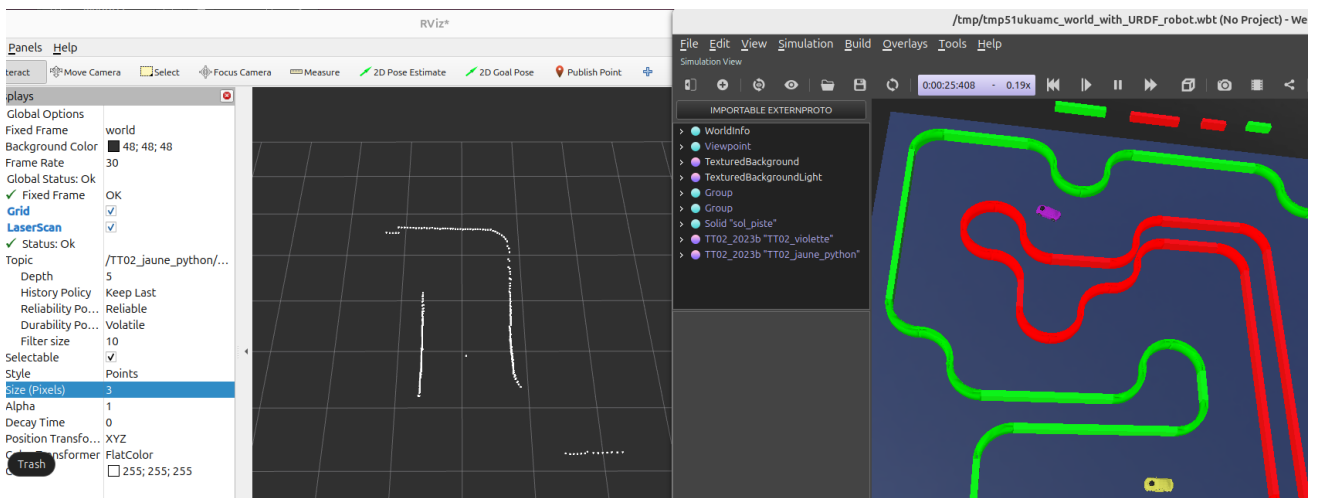 RViz*
Panels Help
teract Move Camera Select Focus Camera Measure 2D Pose Estimate 2D Goal Pose Publish Point
plays
Global Options
Fixed Frame world
Background Color 48; 48; 48
Frame Rate 30
Global Status: Ok
Fixed Frame OK
Grid
LaserScan
Status: Ok
Topic /TT02_jaune_python/...
Depth 5
History Policy Keep Last
Reliability Po... Reliable
Durability Po... Volatile
Filter size 10
Selectable
Style Points
Size (Pixels) 3
Alpha 1
Decay Time 0
Position Transfo... XYZ
ansformer FlatColor
Trash
255; 255; 255
/tmp/tmp51ukuamc_world_with_URDF_robot.wbt (No Project) - We
File Edit View Simulation Build Overlays Tools Help
Simulation View
0:00:25:408 - 0.19x
IMPORTABLE EXTERNPROTO
WorldInfo
Viewpoint
TexturedBackground
TexturedBackgroundLight
Group
Group
Solid "sol_piste"
TT02_2023b "TT02_violette"
TT02_2023b "TT02_jaune_python"